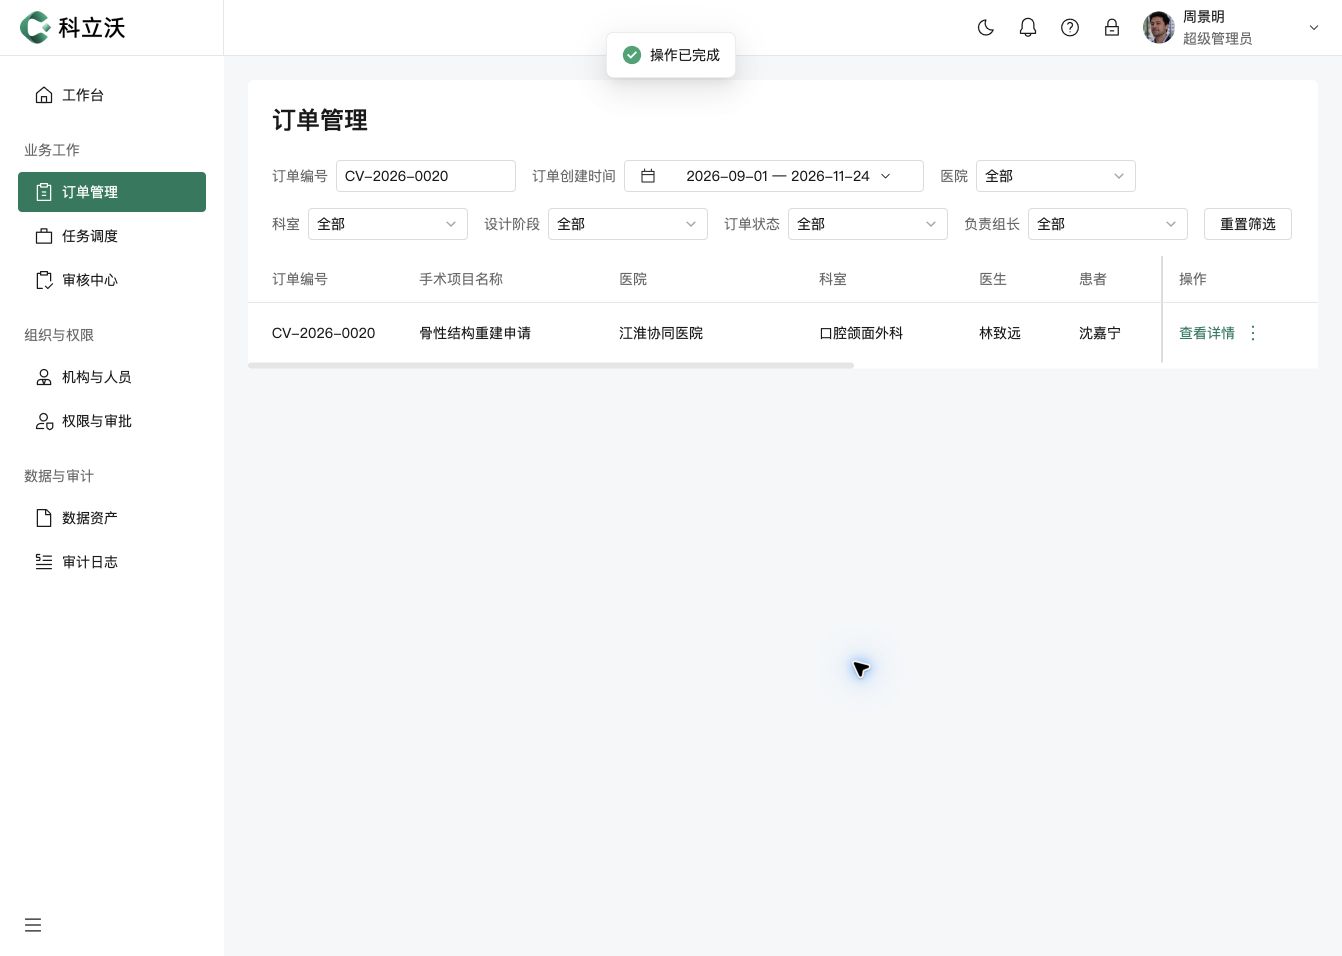 科立沃
周景明
超级管理员
操作已完成
工作台
业务工作
订单管理
任务调度
审核中心
组织与权限
机构与人员
权限与审批
数据与审计
数据资产
审计日志
订单管理
订单编号 CV-2026-0020 订单创建时间 2026-09-01 — 2026-11-24 医院 全部
科室 全部 设计阶段 全部 订单状态 全部 负责组长 全部 重置筛选
订单编号 手术项目名称 医院 科室 医生 患者 操作
CV-2026-0020 骨性结构重建申请 江淮协同医院 口腔颌面外科 林致远 沈嘉宁 查看详情